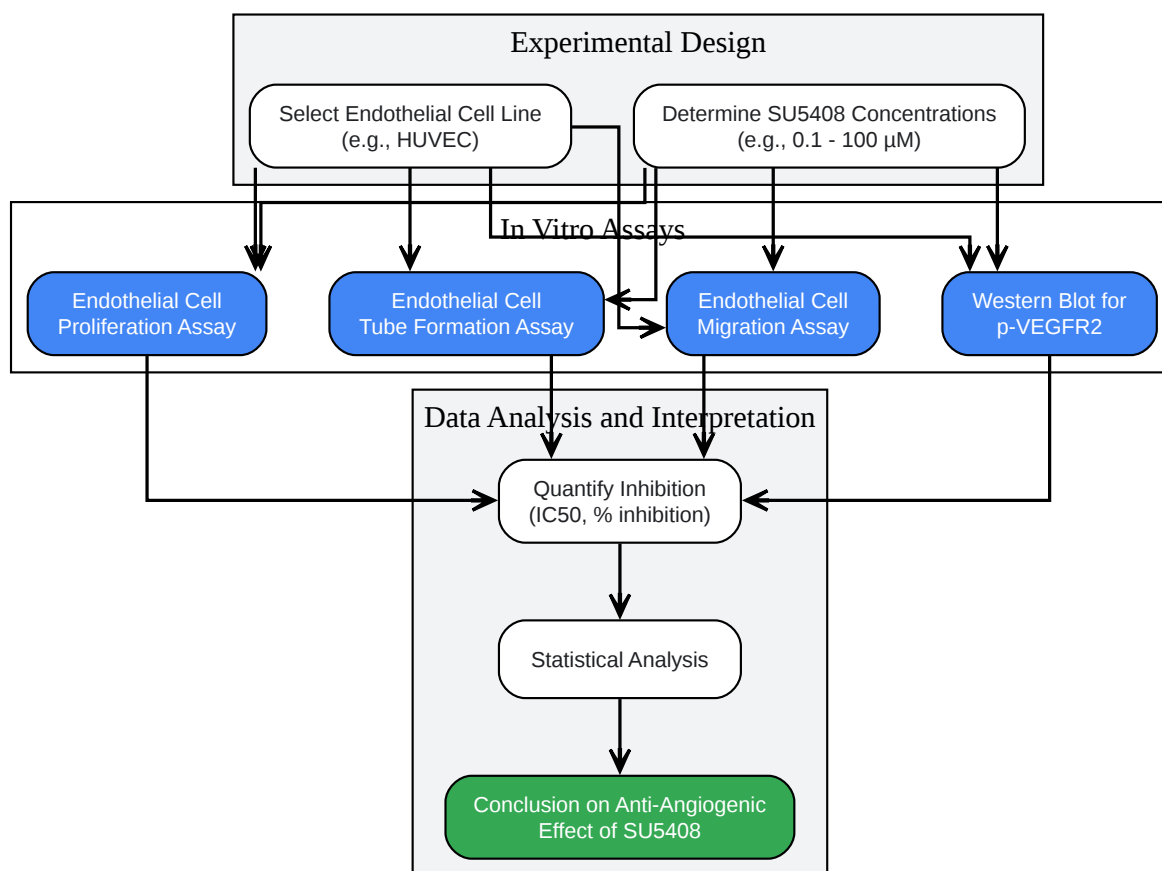 Experimental Design
Select Endothelial Cell Line
(e.g., HUVEC)
Determine SU5408 Concentrations
(e.g., 0.1 - 100 µM)
In Vitro Assays
Endothelial Cell
Proliferation Assay
Endothelial Cell
Tube Formation Assay
Endothelial Cell
Migration Assay
Western Blot for
p-VEGFR2
Data Analysis and Interpretation
Quantify Inhibition
(IC50, % inhibition)
Statistical Analysis
Conclusion on Anti-Angiogenic
Effect of SU5408